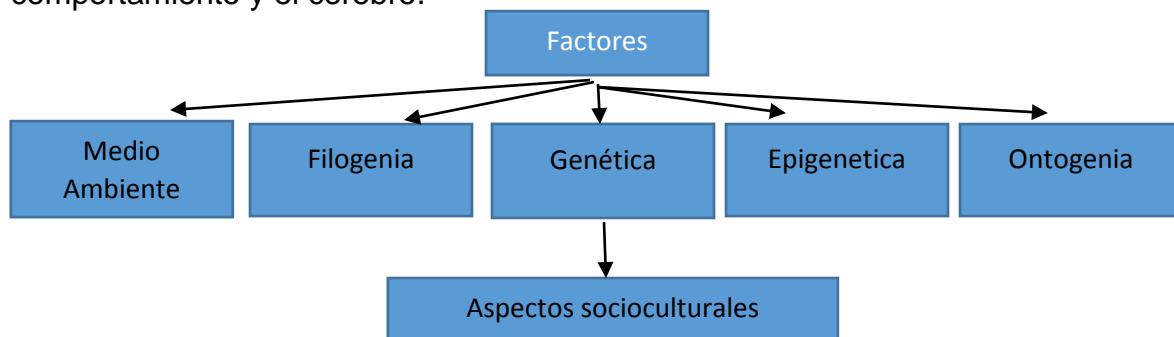 comportamiento y el cerebro.
Factores
Medio
Ambiente
Filogenia
Genética
Epigenetica
Ontogenia
Aspectos socioculturales